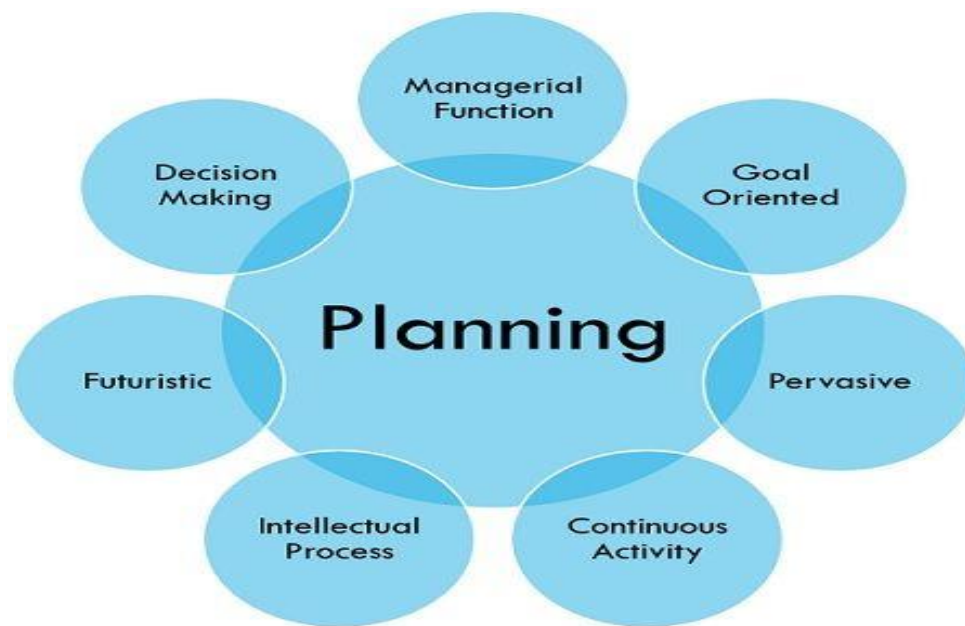 Managerial
Function
Decision
Making
Goal
Oriented
Planning
Futuristic
Pervasive
Intellectual
Process
Continuous
Activity